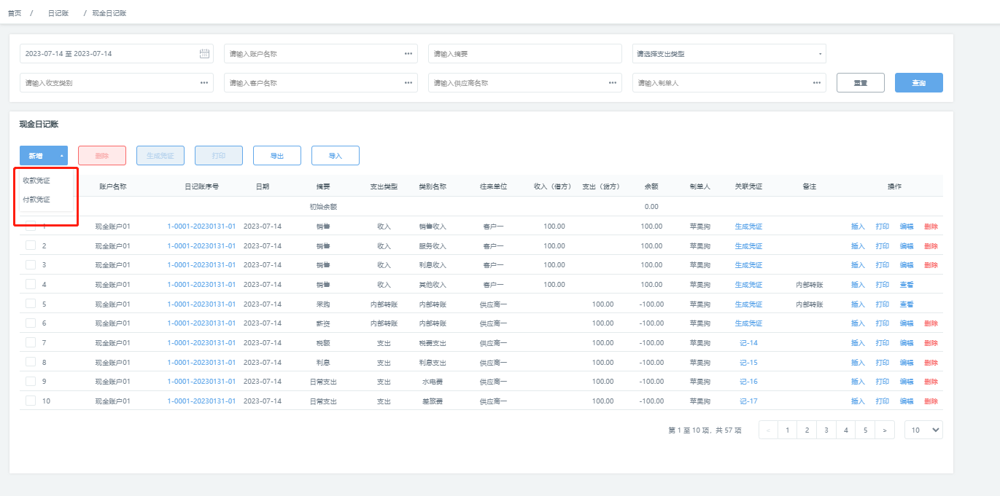 首页 / 日记账 / 现金日记账
2023-07-14 至 2023-07-14 请输入账户名称 ••• 请输入摘要 请选择支出类型
请输入收支类别 ••• 请输入客户名称 ••• 请输入供应商名称 ••• 请输入制单人 ••• 重置 查询
现金日记账
新增 删除 生成凭证 打印 导出 导入
收款凭证
付款凭证
账户名称 日记账序号 日期 摘要 支出类型 类别名称 往来单位 收入（借方） 支出（贷方） 余额 制单人 关联凭证 备注 操作
初始余额 0.00
1 现金账户01 1-0001-20230131-01 2023-07-14 销售 收入 销售收入 客户一 100.00 100.00 苹果狗 生成凭证 插入 打印 编辑 删除
2 现金账户01 1-0001-20230131-01 2023-07-14 销售 收入 服务收入 客户一 100.00 100.00 苹果狗 生成凭证 插入 打印 编辑 删除
3 现金账户01 1-0001-20230131-01 2023-07-14 销售 收入 利息收入 客户一 100.00 100.00 苹果狗 生成凭证 插入 打印 编辑 删除
4 现金账户01 1-0001-20230131-01 2023-07-14 销售 收入 其他收入 客户一 100.00 100.00 苹果狗 生成凭证 内部转账 插入 打印 查看
5 现金账户01 1-0001-20230131-01 2023-07-14 采购 内部转账 内部转账 供应商一 100.00 -100.00 苹果狗 生成凭证 内部转账 插入 打印 查看
6 现金账户01 1-0001-20230131-01 2023-07-14 薪资 内部转账 内部转账 供应商一 100.00 -100.00 苹果狗 生成凭证 插入 打印 编辑 删除
7 现金账户01 1-0001-20230131-01 2023-07-14 税额 支出 税费支出 供应商一 100.00 -100.00 苹果狗 记-14 插入 打印 编辑 删除
8 现金账户01 1-0001-20230131-01 2023-07-14 利息 支出 利息支出 供应商一 100.00 -100.00 苹果狗 记-15 插入 打印 编辑 删除
9 现金账户01 1-0001-20230131-01 2023-07-14 日常支出 支出 水电费 供应商一 100.00 -100.00 苹果狗 记-16 插入 打印 编辑 删除
10 现金账户01 1-0001-20230131-01 2023-07-14 日常支出 支出 差旅费 供应商一 100.00 -100.00 苹果狗 记-17 插入 打印 编辑 删除
第 1 至 10 项，共 57 项 < 1 2 3 4 5 > 10